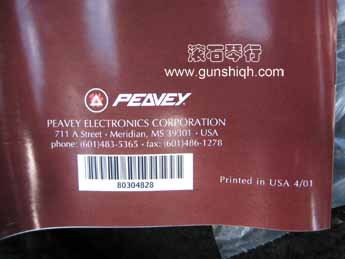 滚石琴行
www.gunshiqh.com
PEAVEY
PEAVEY ELECTRONICS CORPORATION
711 A Street • Meridian, MS 39301 • USA
phone: (601)483-5365 • fax: (601)486-1278
80304828
Printed in USA 4/01